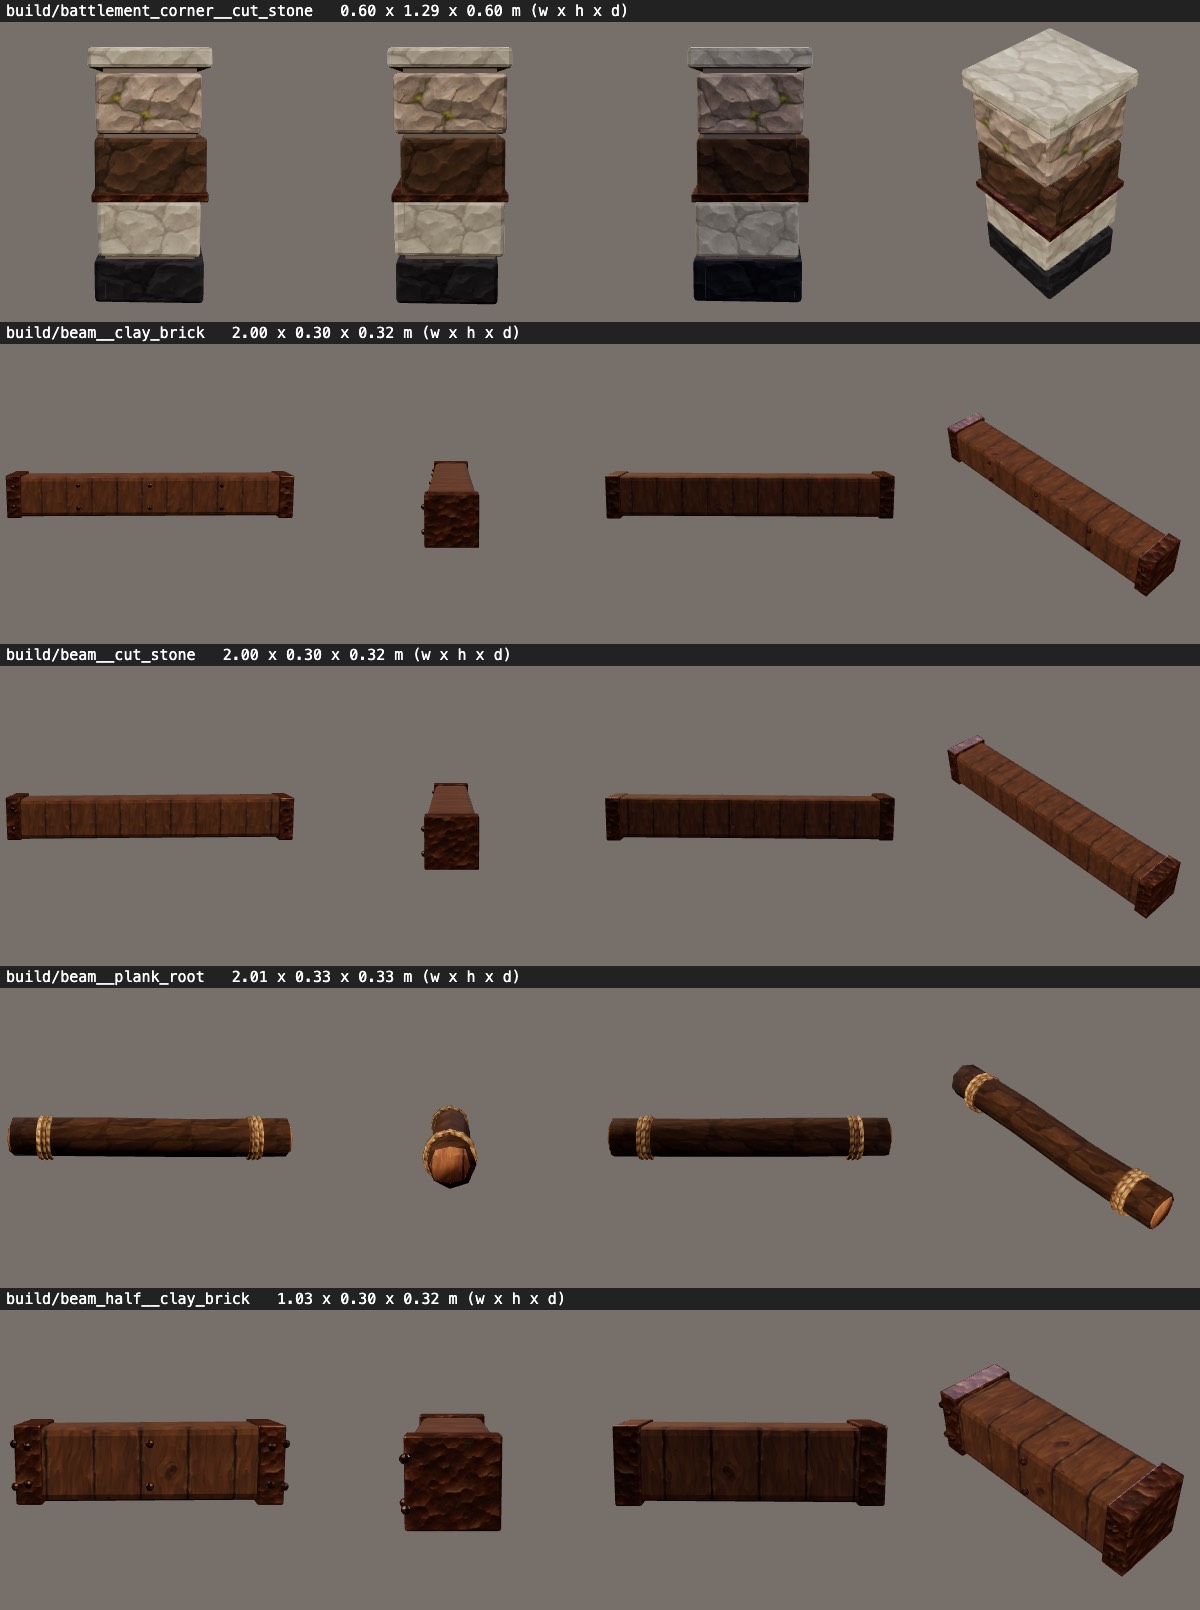 build/battlement_corner__cut_stone   0.60 x 1.29 x 0.60 m (w x h x d)
build/beam__clay_brick   2.00 x 0.30 x 0.32 m (w x h x d)
build/beam__cut_stone   2.00 x 0.30 x 0.32 m (w x h x d)
build/beam__plank_root   2.01 x 0.33 x 0.33 m (w x h x d)
build/beam_half__clay_brick   1.03 x 0.30 x 0.32 m (w x h x d)